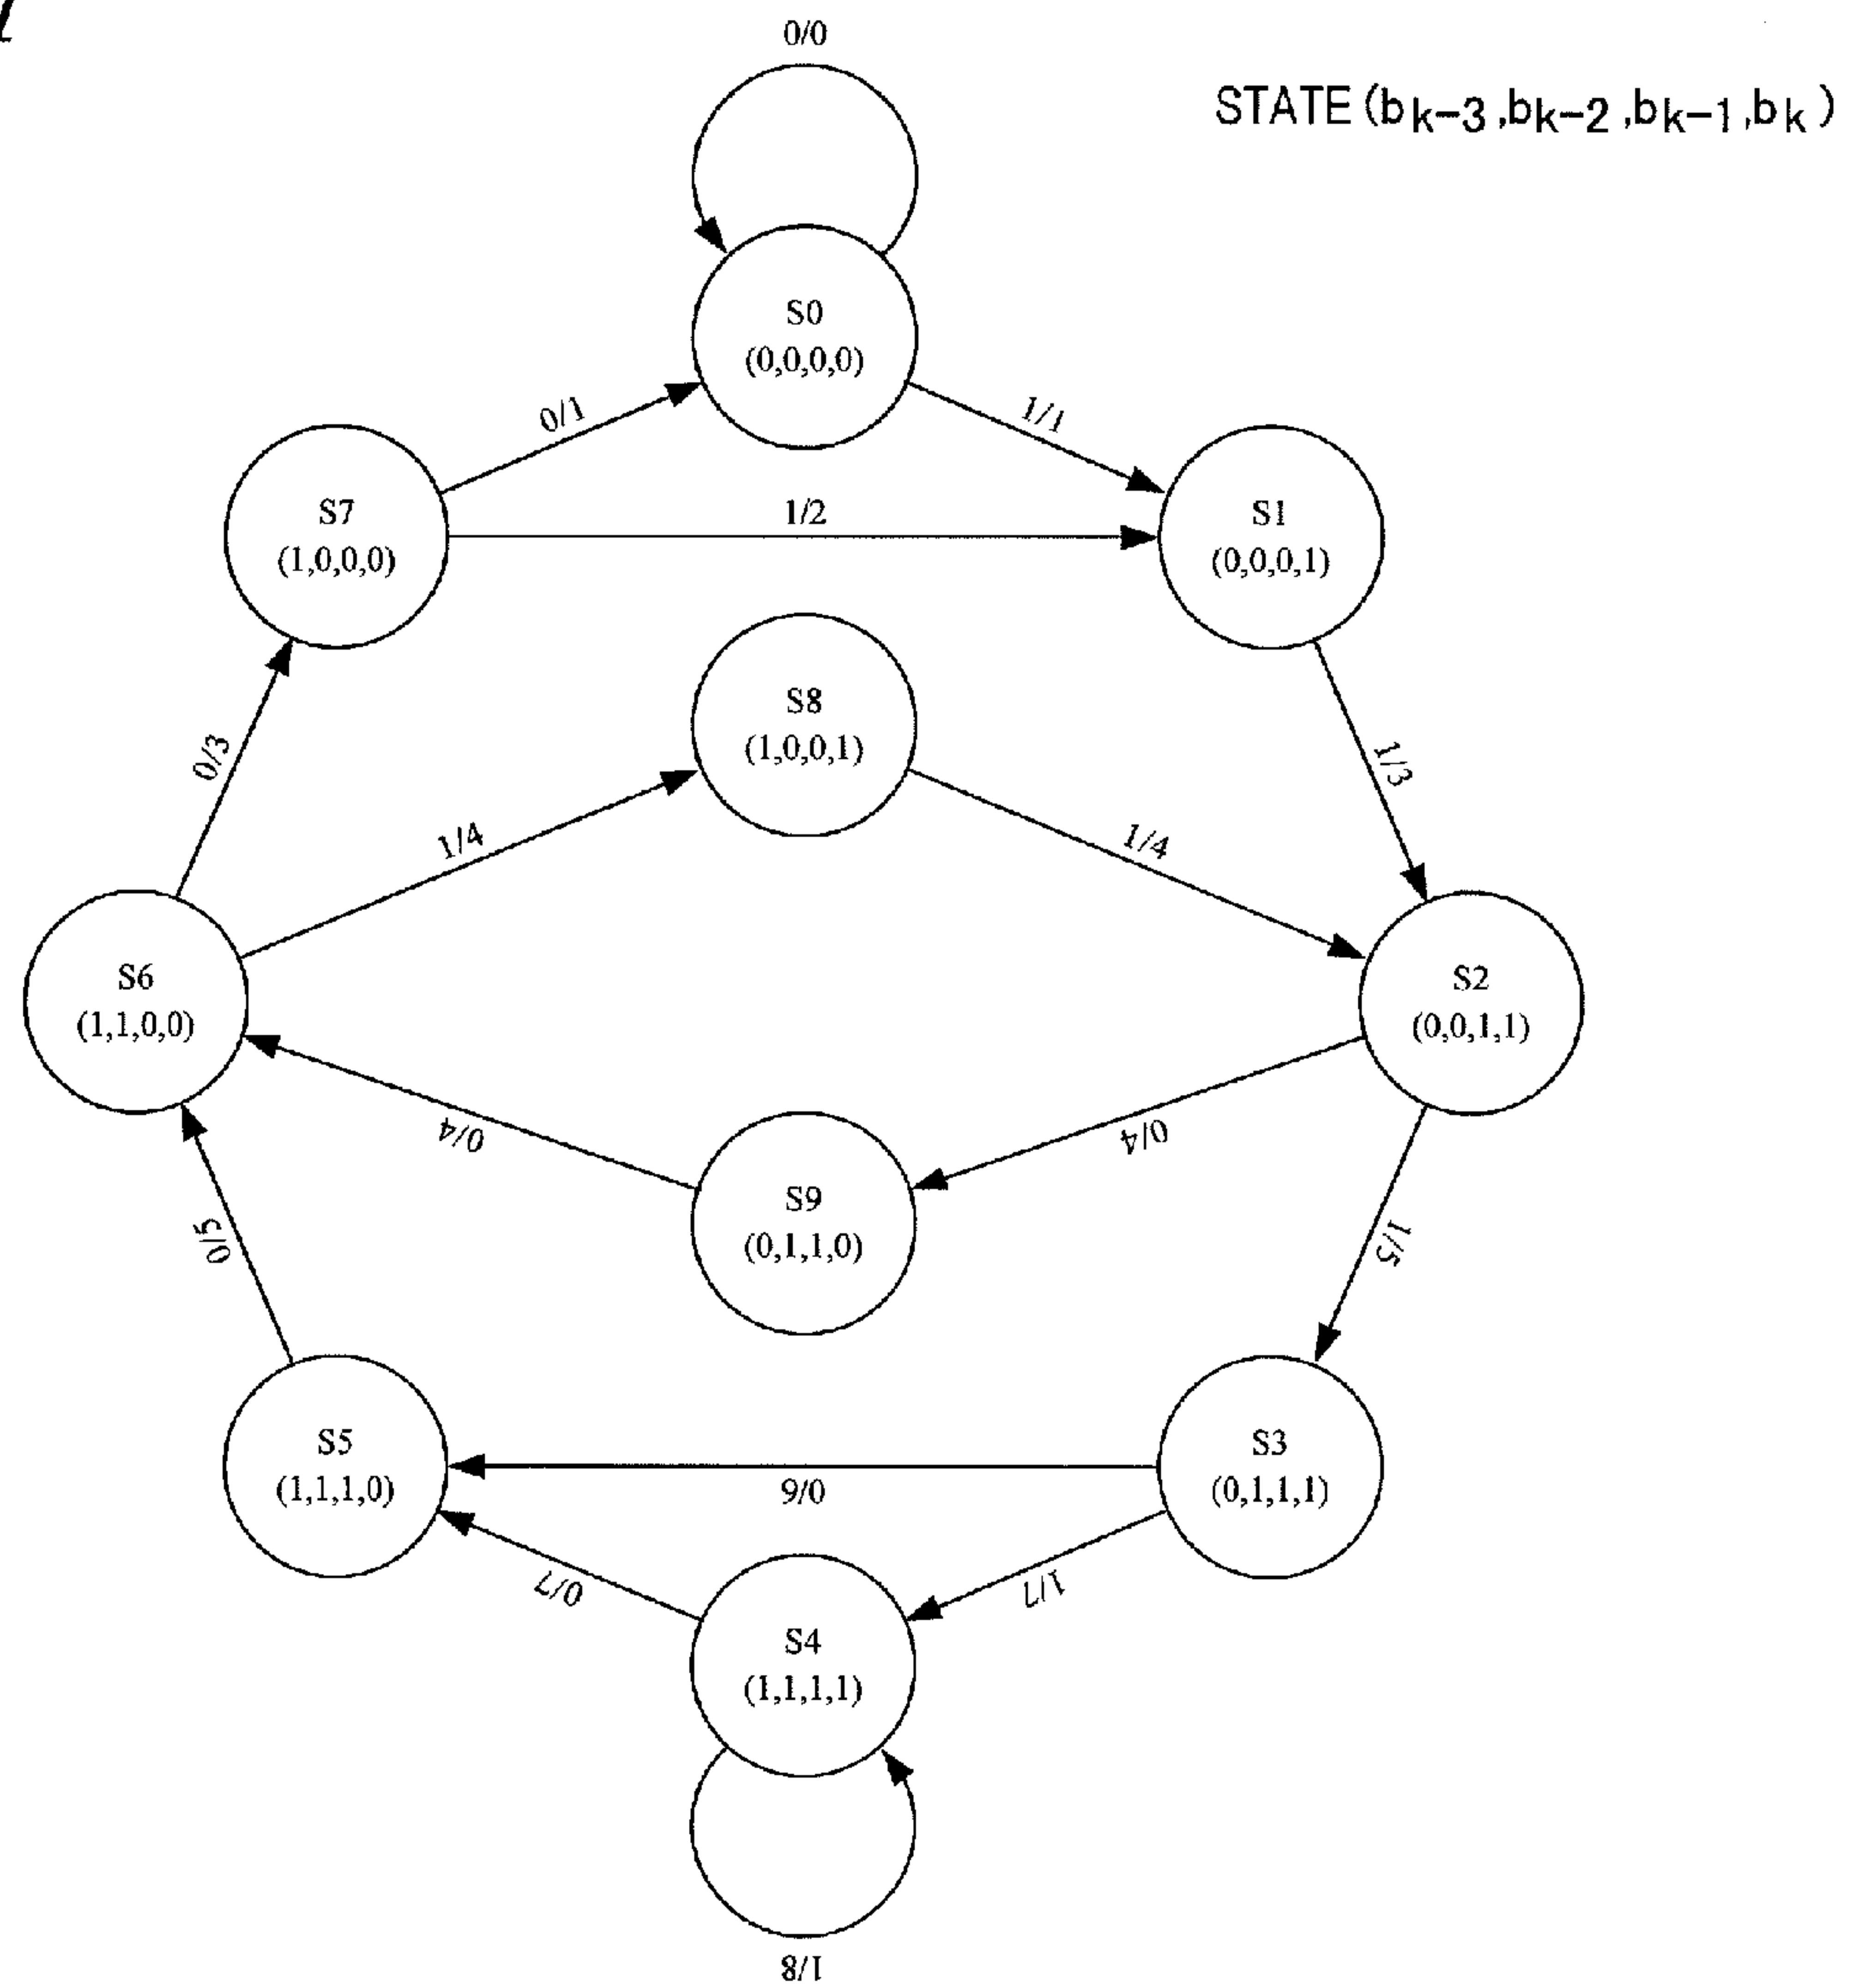 0/0
STATE (bk-3 ,bk-2 ,bk-1 ,bk )
S0
(0,0,0,0)
0/1
1/1
S7
(1,0,0,0)
1/2
S1
(0,0,0,1)
S8
(1,0,0,1)
0/3
1/3
1/4
1/4
S6
(1,1,0,0)
S2
(0,0,1,1)
0/4
0/4
S9
(0,1,1,0)
0/5
1/5
S5
(1,1,1,0)
0/6
S3
(0,1,1,1)
0/7
1/7
S4
(1,1,1,1)
1/8